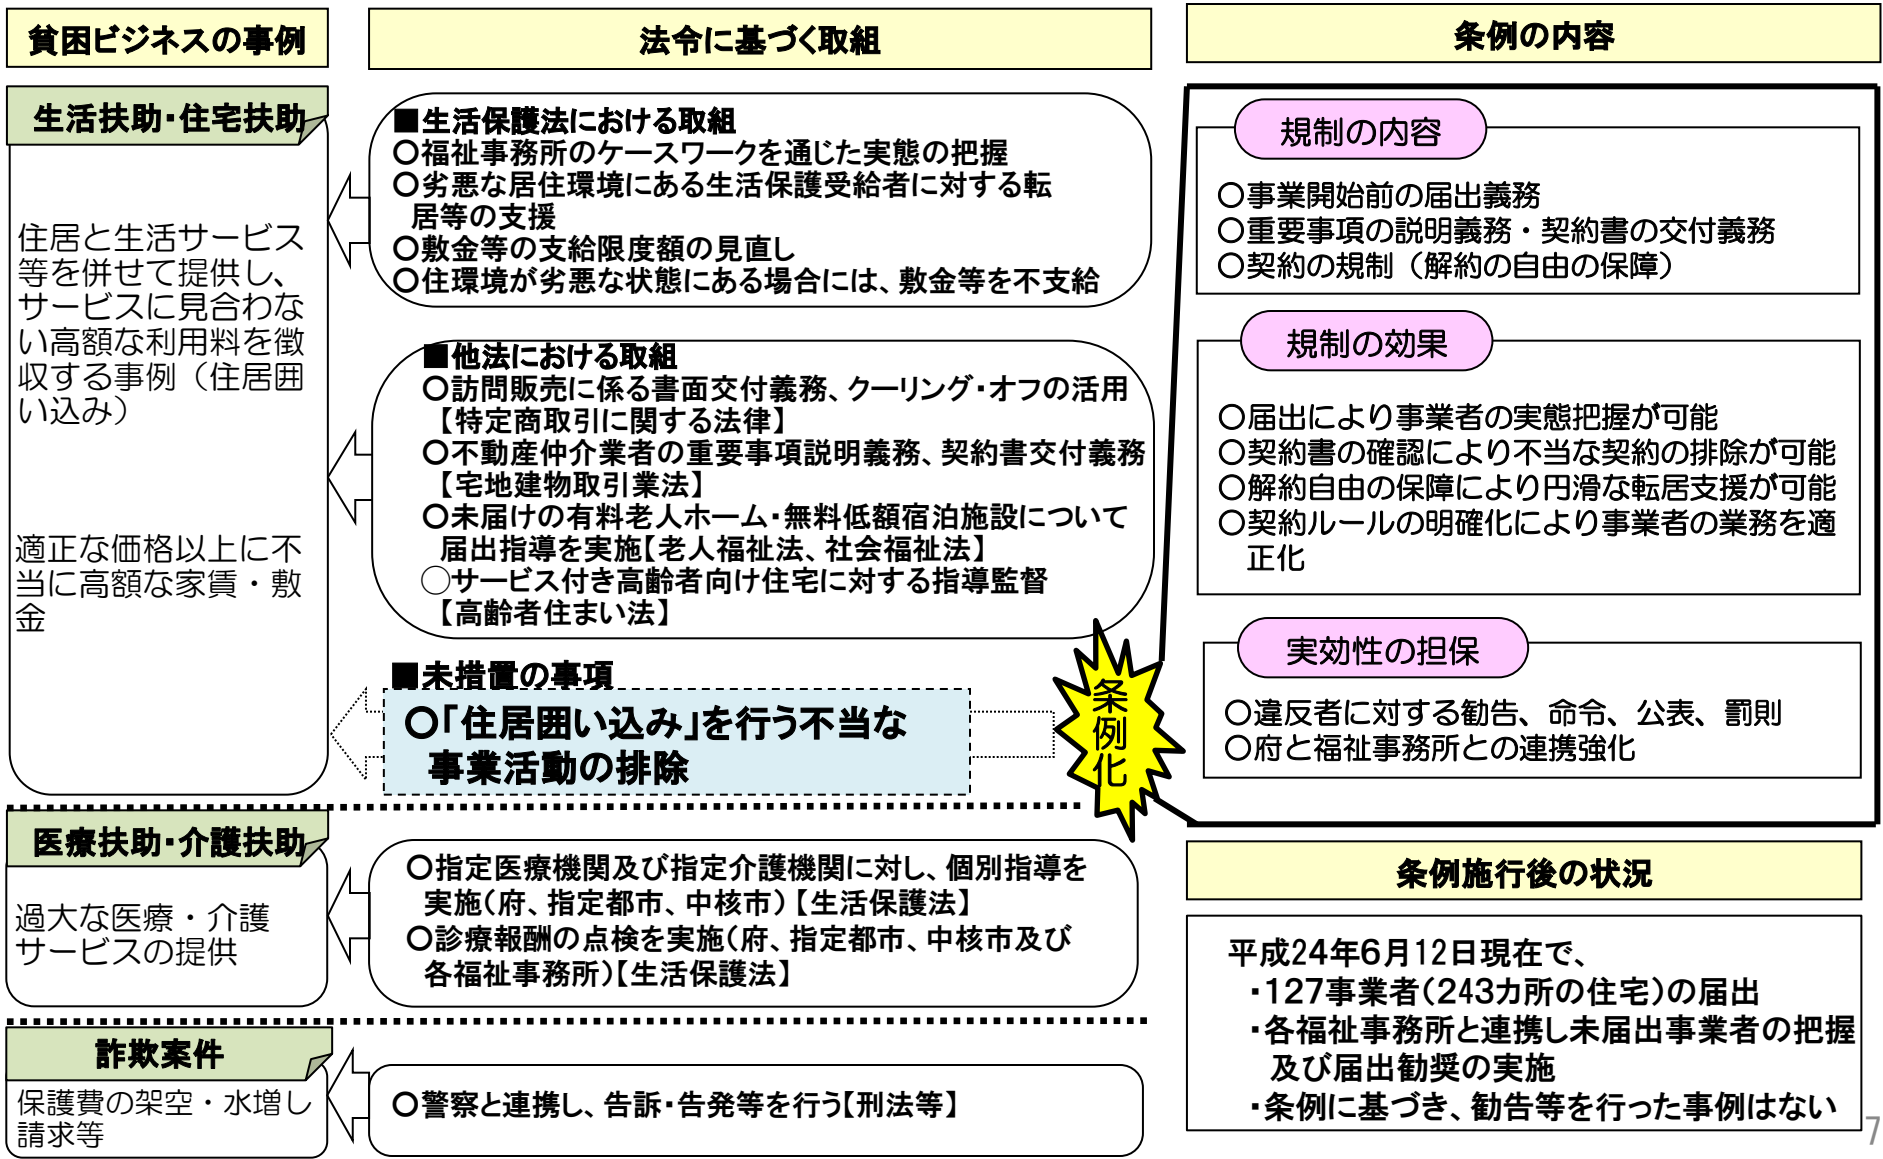 貧困ビジネスの事例
法令に基づく取組
条例の内容
生活扶助・住宅扶助
住居と生活サービス
等を併せて提供し、
サービスに見合わな
い高額な利用料を徴
収する事例（住居囲
い込み）
適正な価格以上に不
当に高額な家賃・敷
金
■生活保護法における取組
○福祉事務所のケースワークを通じた実態の把握
○劣悪な居住環境にある生活保護受給者に対する転
居等の支援
○敷金等の支給限度額の見直し
○住環境が劣悪な状態にある場合には、敷金等を不支給
■他法における取組
○訪問販売に係る書面交付義務、クーリング・オフの活用
【特定商取引に関する法律】
○不動産仲介業者の重要事項説明義務、契約書交付義務
【宅地建物取引業法】
○未届けの有料老人ホーム・無料低額宿泊施設について
届出指導を実施【老人福祉法、社会福祉法】
○サービス付き高齢者向け住宅に対する指導監督
【高齢者住まい法】
■未措置の事項
○「住居囲い込み」を行う不当な
事業活動の排除
条例化
規制の内容
○事業開始前の届出義務
○重要事項の説明義務・契約書の交付義務
○契約の規制（解約の自由の保障）
規制の効果
○届出により事業者の実態把握が可能
○契約書の確認により不当な契約の排除が可能
○解約自由の保障により円滑な転居支援が可能
○契約ルールの明確化により事業者の業務を適
正化
実効性の担保
○違反者に対する勧告、命令、公表、罰則
○府と福祉事務所との連携強化
医療扶助・介護扶助
過大な医療・介護
サービスの提供
○指定医療機関及び指定介護機関に対し、個別指導を
実施（府、指定都市、中核市）【生活保護法】
○診療報酬の点検を実施（府、指定都市、中核市及び
各福祉事務所）【生活保護法】
詐欺案件
保護費の架空・水増し
請求等
○警察と連携し、告訴・告発等を行う【刑法等】
条例施行後の状況
平成24年6月12日現在で、
・127事業者（243カ所の住宅）の届出
・各福祉事務所と連携し未届出事業者の把握
及び届出勧奨の実施
・条例に基づき、勧告等を行った事例はない
7